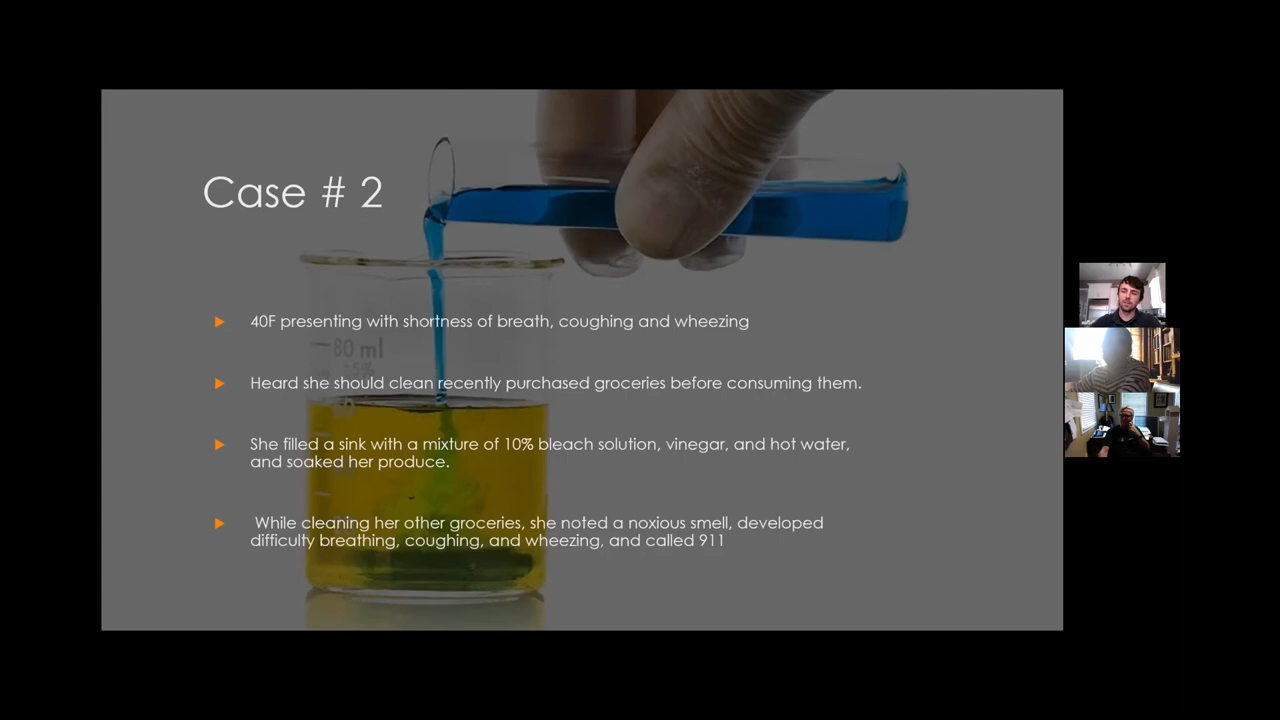 Case # 2
40F presenting with shortness of breath, coughing and wheezing
80 ml
Heard she should clean recently purchased groceries before consuming them.
She filled a sink with a mixture of 10% bleach solution, vinegar, and hot water,
and soaked her produce.
While cleaning her other groceries, she noted a noxious smell, developed
difficulty breathing, coughing, and wheezing, and called 911